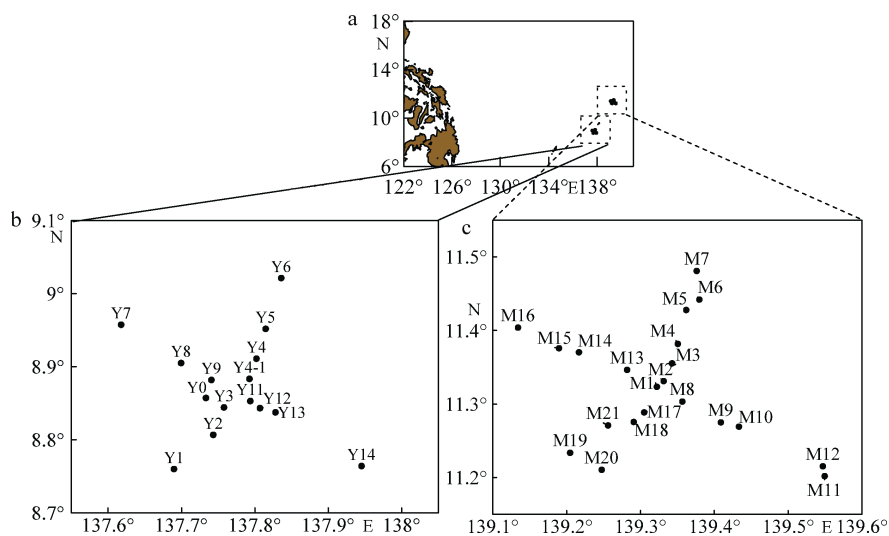 a
18°
N
14°
10°
6°
122° 126° 130° 134° E 138°
b
9.1°
N
9°
8.9°
8.8°
8.7°
Y6
Y7
Y5
Y8
Y4
Y9
Y4-1
Y0
Y3
Y11
Y12
Y13
Y2
Y1
Y14
137.6° 137.7° 137.8° 137.9° E 138°
c
11.5°
N
11.4°
11.3°
11.2°
M7
M6
M5
M16
M4
M15
M14
M3
M13
M2
M1
M8
M17
M9
M10
M21
M18
M19
M20
M12
M11
139.1° 139.2° 139.3° 139.4° 139.5° E 139.6°